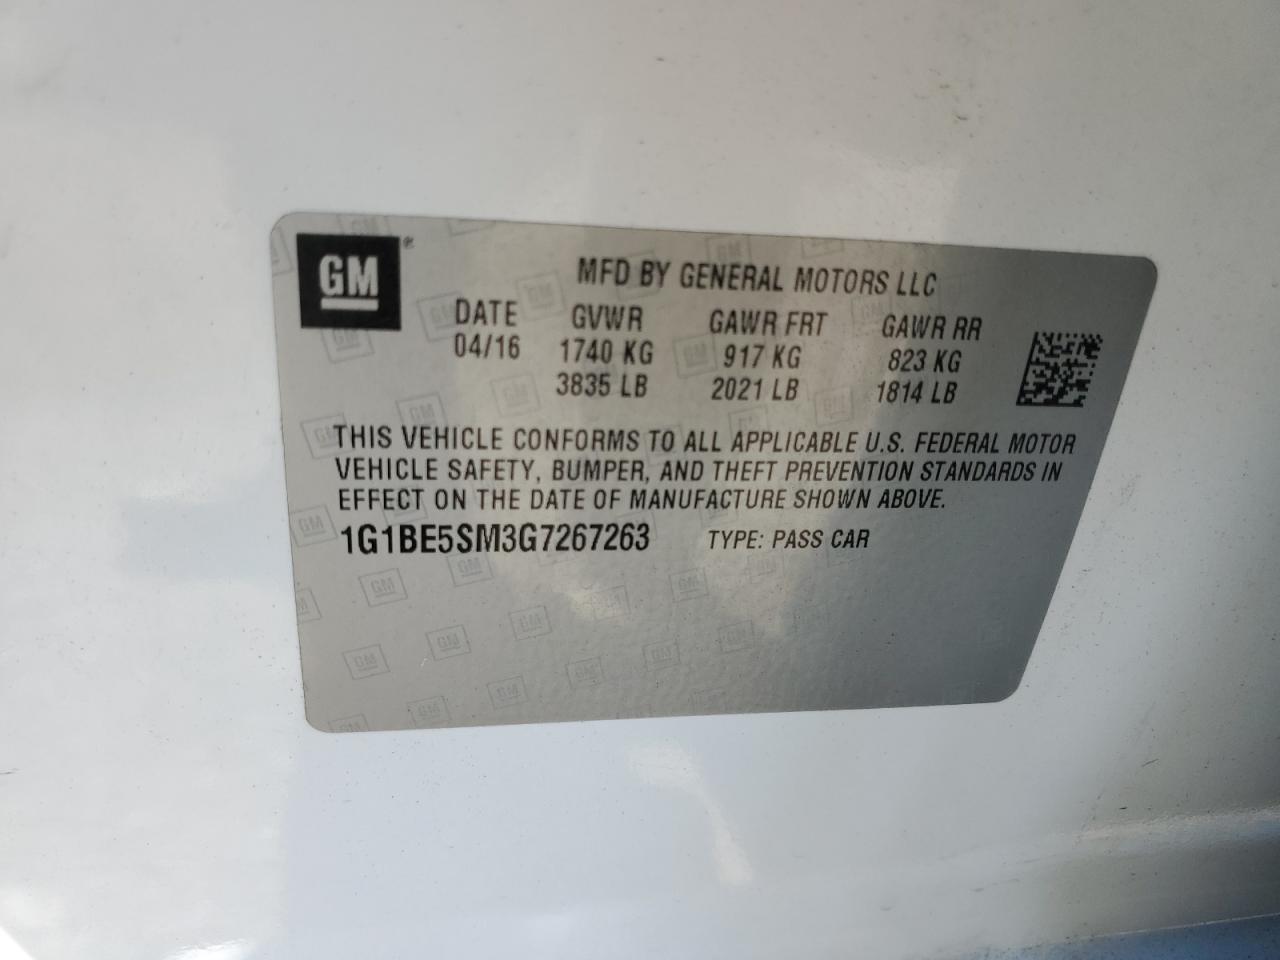 GM
MFD BY GENERAL MOTORS LLC
DATE GVWR GAWR FRT GAWR RR
04/16 1740 KG 917 KG 823 KG
3835 LB 2021 LB 1814 LB
THIS VEHICLE CONFORMS TO ALL APPLICABLE U.S. FEDERAL MOTOR
VEHICLE SAFETY, BUMPER, AND THEFT PREVENTION STANDARDS IN
EFFECT ON THE DATE OF MANUFACTURE SHOWN ABOVE.
1G1BE5SM3G7267263 TYPE: PASS CAR